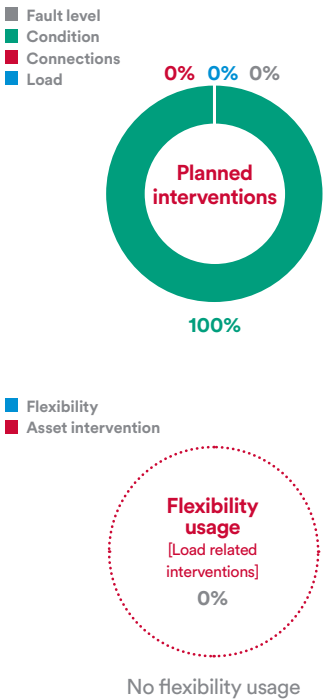 Fault level
Condition
Connections
Load
0% 0% 0%
Planned
interventions
100%
Flexibility
Asset intervention
Flexibility
usage
[Load related
interventions]
0%
No flexibility usage